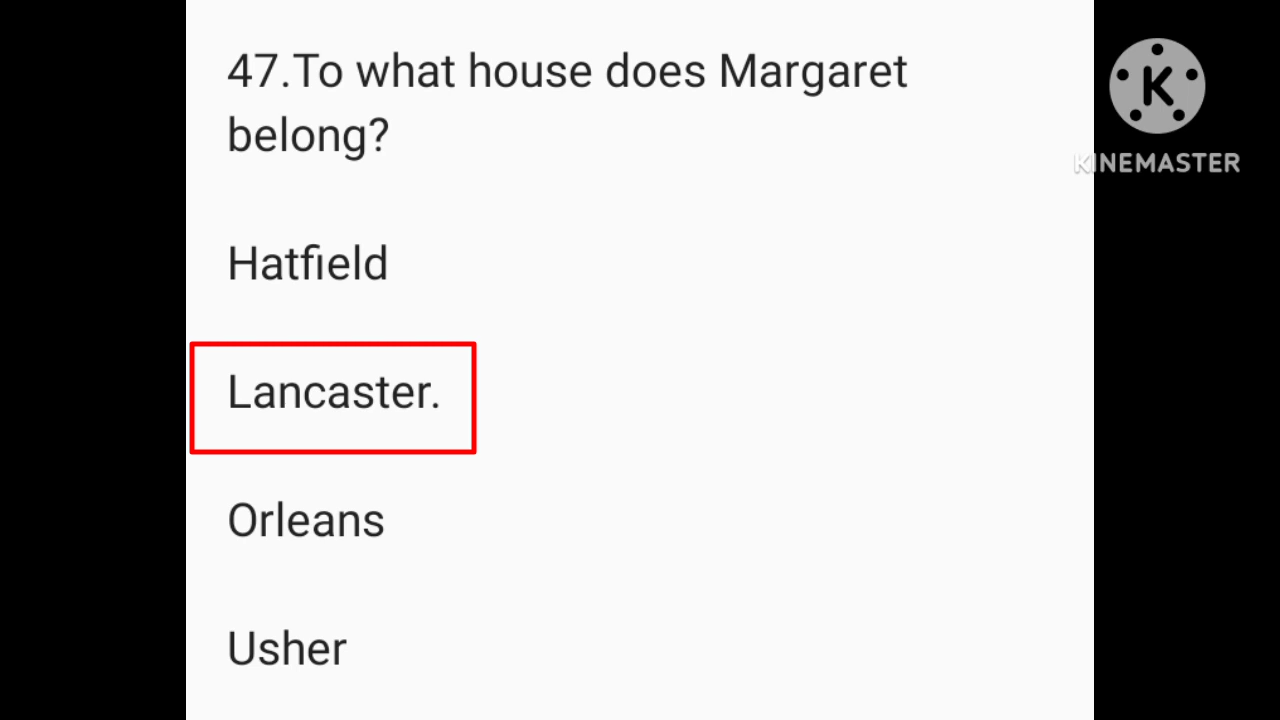 47.To what house does Margaret
belong?
K
KINEMASTER
Hatfield
Lancaster.
Orleans
Usher